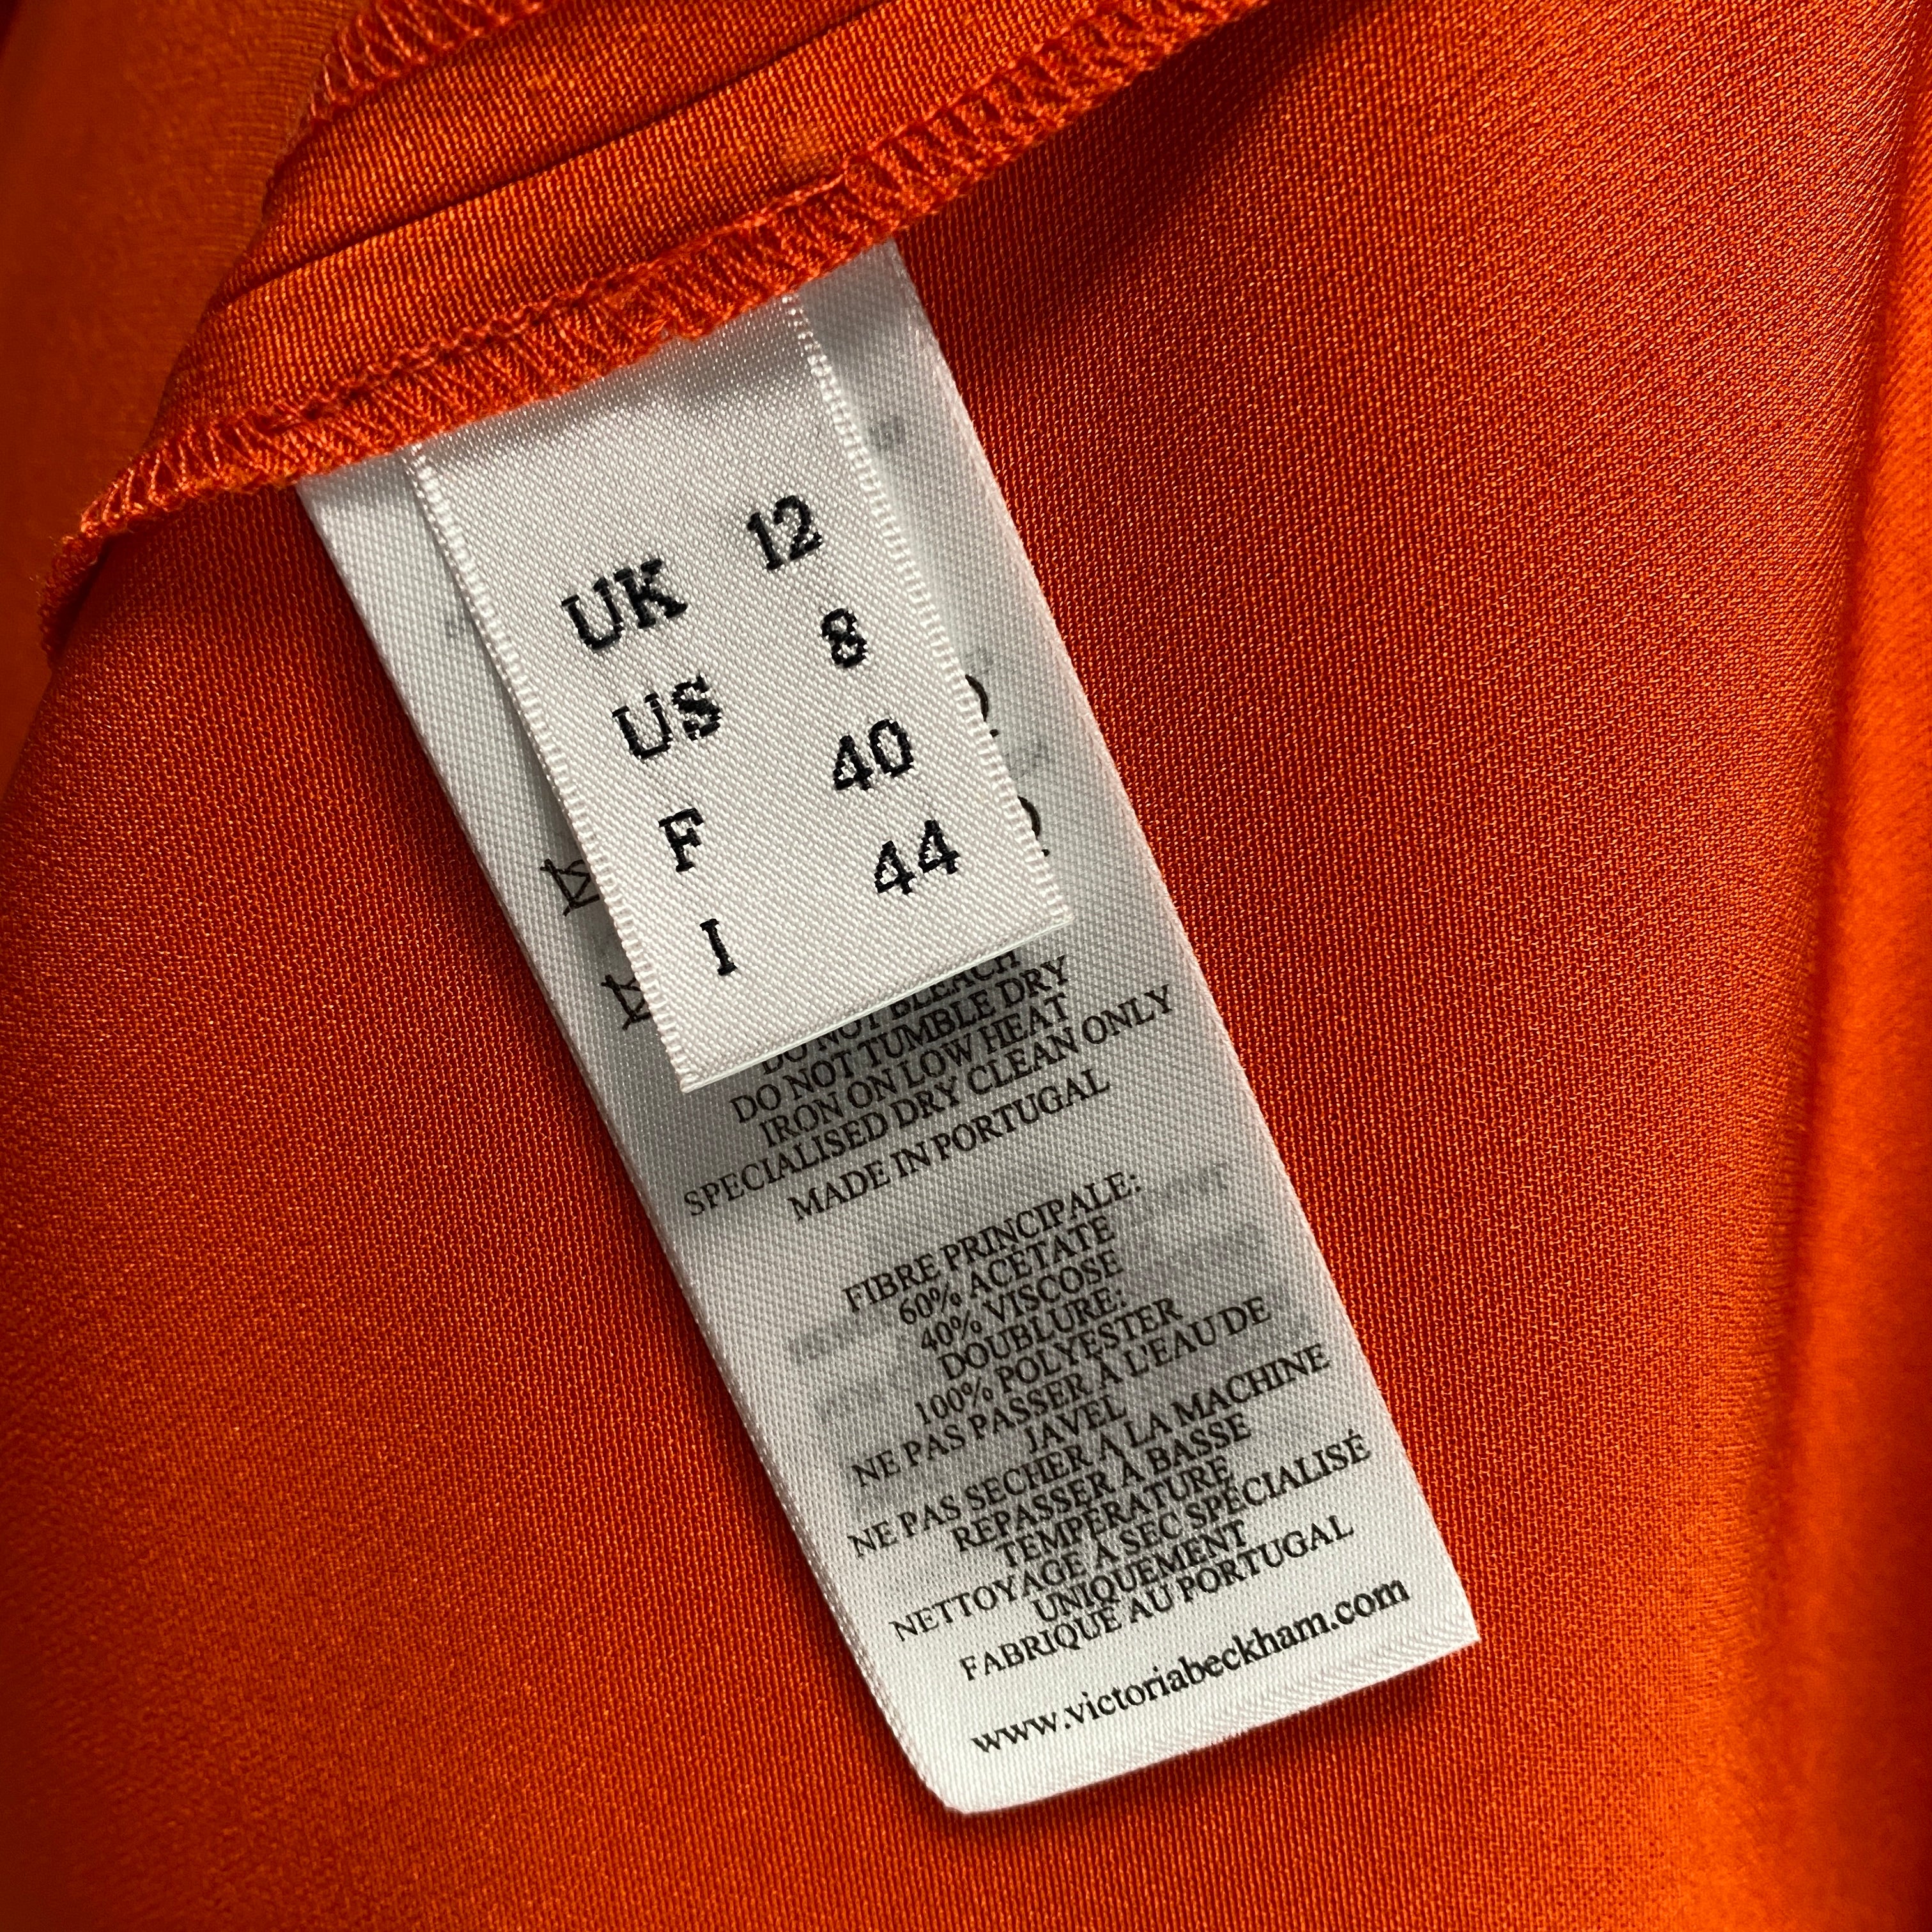 UK 12
US 8
F 40
I 44
DO NOT BLEACH
DO NOT TUMBLE DRY
IRON ON LOW HEAT
SPECIALISED DRY CLEAN ONLY
MADE IN PORTUGAL
FIBRE PRINCIPALE:
60% ACÉTATE
40% VISCOSE
DOUBLURE:
100% POLYESTER
NE PAS PASSER À L'EAU DE
JAVEL
NE PAS SECHER A LA MACHINE
REPASSER À BASSE
TEMPÉRATURE
NETTOYAGE À SEC SPÉCIALISÉ
UNIQUEMENT
FABRIQUÉ AU PORTUGAL
www.victoriabeckham.com